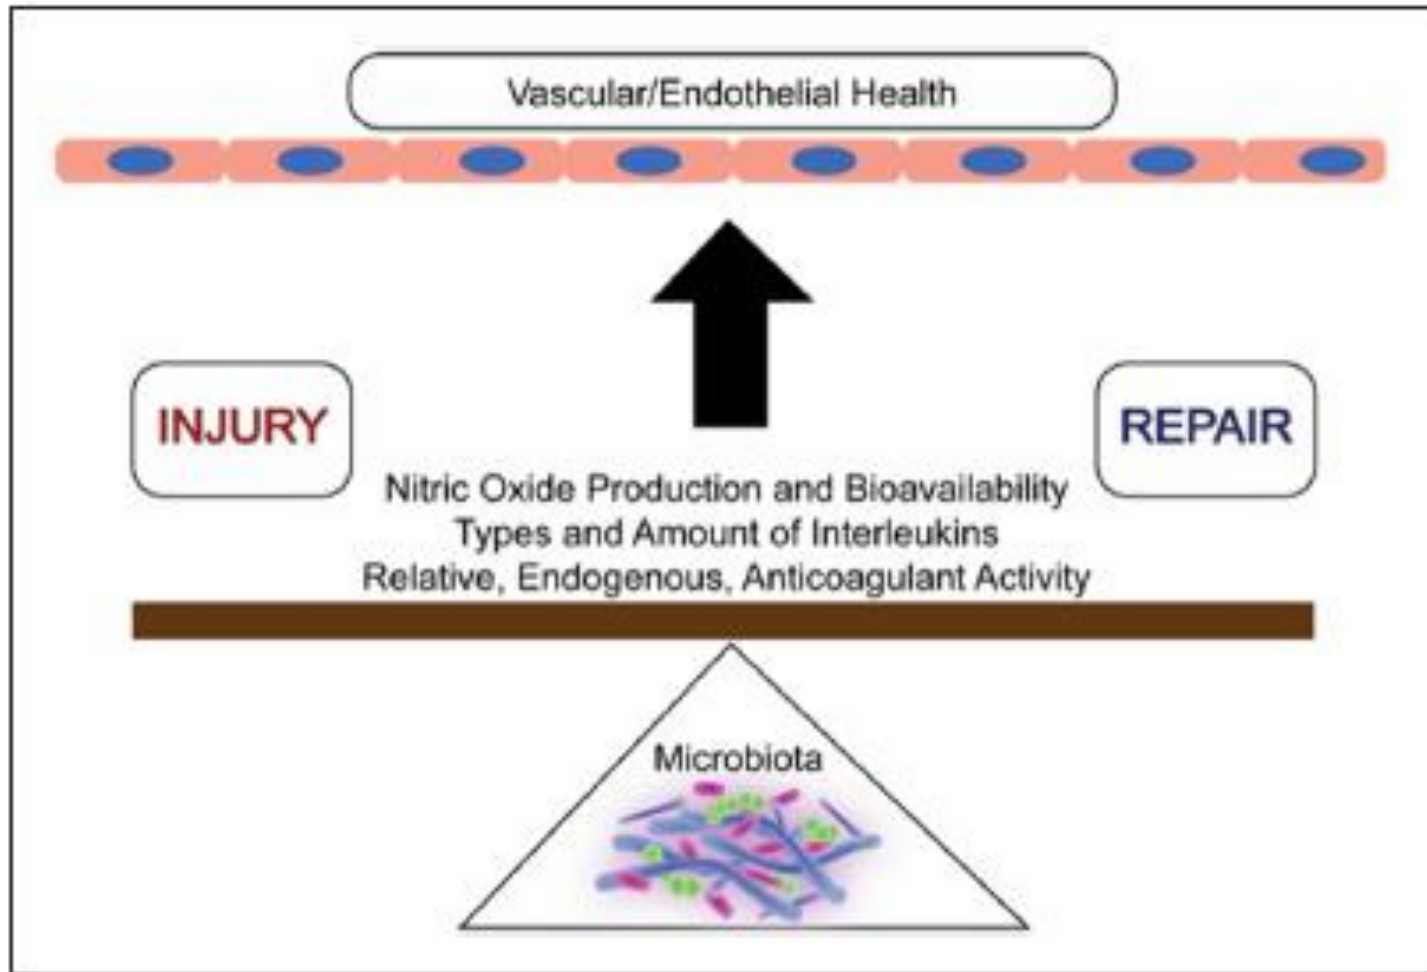 Vascular/Endothelial Health
INJURY
REPAIR
Nitric Oxide Production and Bioavailability
Types and Amount of Interleukins
Relative, Endogenous, Anticoagulant Activity
Microbiota